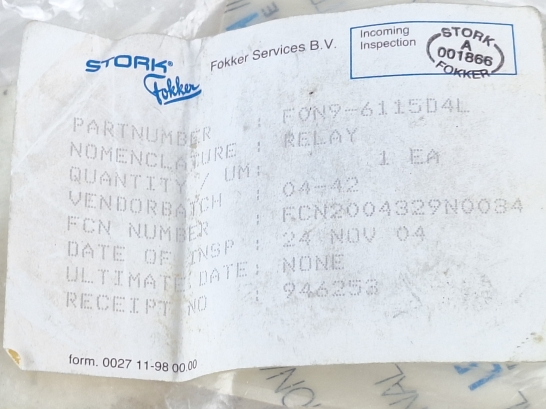 STORK® Fokker
Fokker Services B.V.
Incoming Inspection
STORK A 001866 FOKKER
PARTNUMBER : FON9-6115D4L
NOMENCLATURE : RELAY
QUANTITY / UM: 1 EA
VENDORBATCH : 04-42
FCN NUMBER : FCN2004329N0034
DATE OF INSP : 24 NOV 04
ULTIMATE DATE: NONE
RECEIPT NO : 946253
form. 0027 11-98 00.00